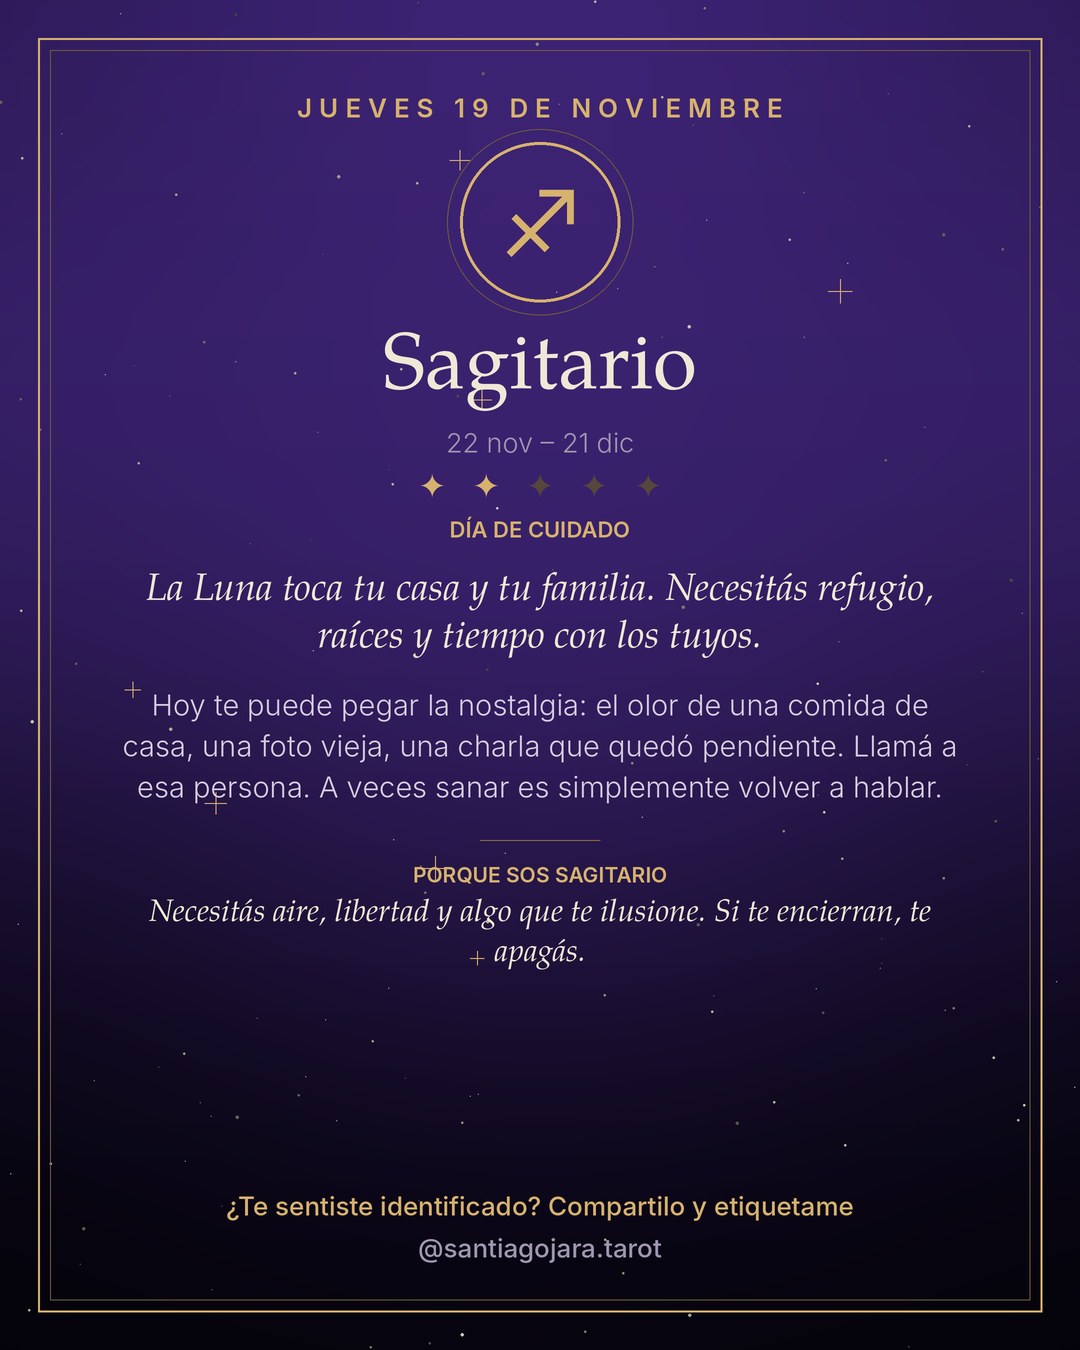 JUEVES 19 DE NOVIEMBRE
Sagitario
22 nov – 21 dic
DÍA DE CUIDADO
La Luna toca tu casa y tu familia. Necesitás refugio,
raíces y tiempo con los tuyos.
Hoy te puede pegar la nostalgia: el olor de una comida de
casa, una foto vieja, una charla que quedó pendiente. Llamá a
esa persona. A veces sanar es simplemente volver a hablar.
PORQUE SOS SAGITARIO
Necesitás aire, libertad y algo que te ilusione. Si te encierran, te
apagás.
¿Te sentiste identificado? Compartilo y etiquetame
@santiagojara.tarot